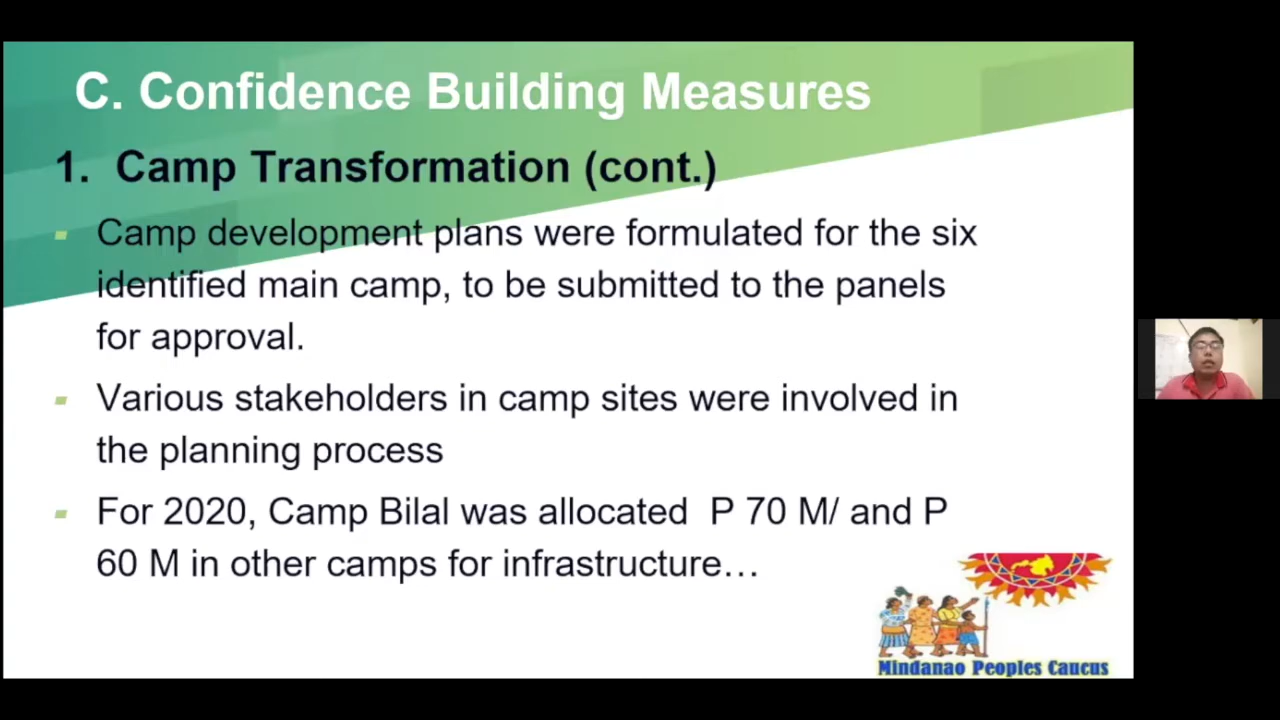 C. Confidence Building Measures
1. Camp Transformation (cont.)
Camp development plans were formulated for the six
identified main camp, to be submitted to the panels
for approval.
Various stakeholders in camp sites were involved in
the planning process
For 2020, Camp Bilal was allocated P 70 M/ and P
60 M in other camps for infrastructure…
Mindanao Peoples Caucus